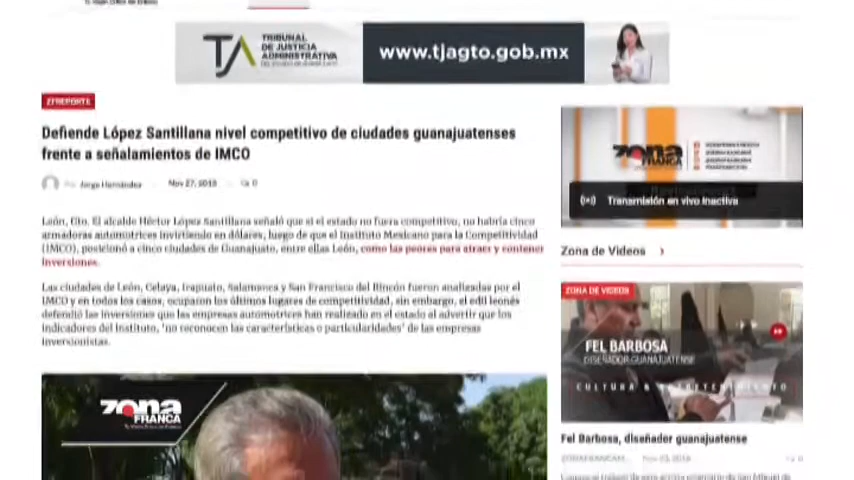 TRIBUNAL
DE JUSTICIA
ADMINISTRATIVA
www.tjagto.gob.mx
ZFREPORTE
Defiende López Santillana nivel competitivo de ciudades guanajuatenses
frente a señalamientos de IMCO
Por Jorge Hernández Nov 27, 2018 0
León, Gto. El alcalde Héctor López Santillana señaló que si el estado no fuera competitivo, no habría cinco
armadoras automotrices invirtiendo en dólares, luego de que el Instituto Mexicano para la Competitividad
(IMCO), posicionó a cinco ciudades de Guanajuato, entre ellas León, como las peores para atraer y contener
inversiones.
Las ciudades de León, Celaya, Irapuato, Salamanca y San Francisco del Rincón fueron analizadas por el
IMCO y en todos los casos, ocuparon los últimos lugares de competitividad, sin embargo, el edil leonés
defendió las inversiones que las empresas automotrices han realizado en el estado al advertir que los
indicadores del Instituto, "no reconocen las características o particularidades" de las empresas
inversionistas.
ZONA
FRANCA
ZONA
FRANCA
Transmisión en vivo inactiva
Zona de Videos
ZONA DE VIDEOS
FEL BARBOSA
DISEÑADOR GUANAJUATENSE
CULTURA & ENTRETENIMIENTO
Fel Barbosa, diseñador guanajuatense